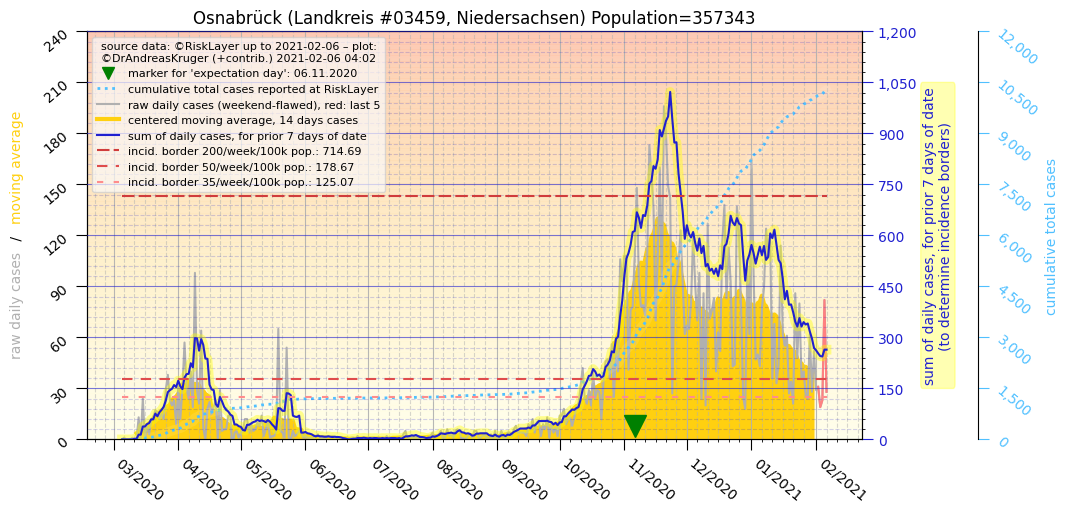 Osnabrück (Landkreis #03459, Niedersachsen) Population=357343
source data: ©RiskLayer up to 2021-02-06 – plot:
©DrAndreasKruger (+contrib.) 2021-02-06 04:02
marker for 'expectation day': 06.11.2020
cumulative total cases reported at RiskLayer
raw daily cases (weekend-flawed), red: last 5
centered moving average, 14 days cases
sum of daily cases, for prior 7 days of date
incid. border 200/week/100k pop.: 714.69
incid. border 50/week/100k pop.: 178.67
incid. border 35/week/100k pop.: 125.07
raw daily cases / moving average
240
210
180
150
120
90
60
30
0
03/2020
04/2020
05/2020
06/2020
07/2020
08/2020
09/2020
10/2020
11/2020
12/2020
01/2021
02/2021
1,200
1,050
900
750
600
450
300
150
0
sum of daily cases, for prior 7 days of date
(to determine incidence borders)
12,000
10,500
9,000
7,500
6,000
4,500
3,000
1,500
0
cumulative total cases